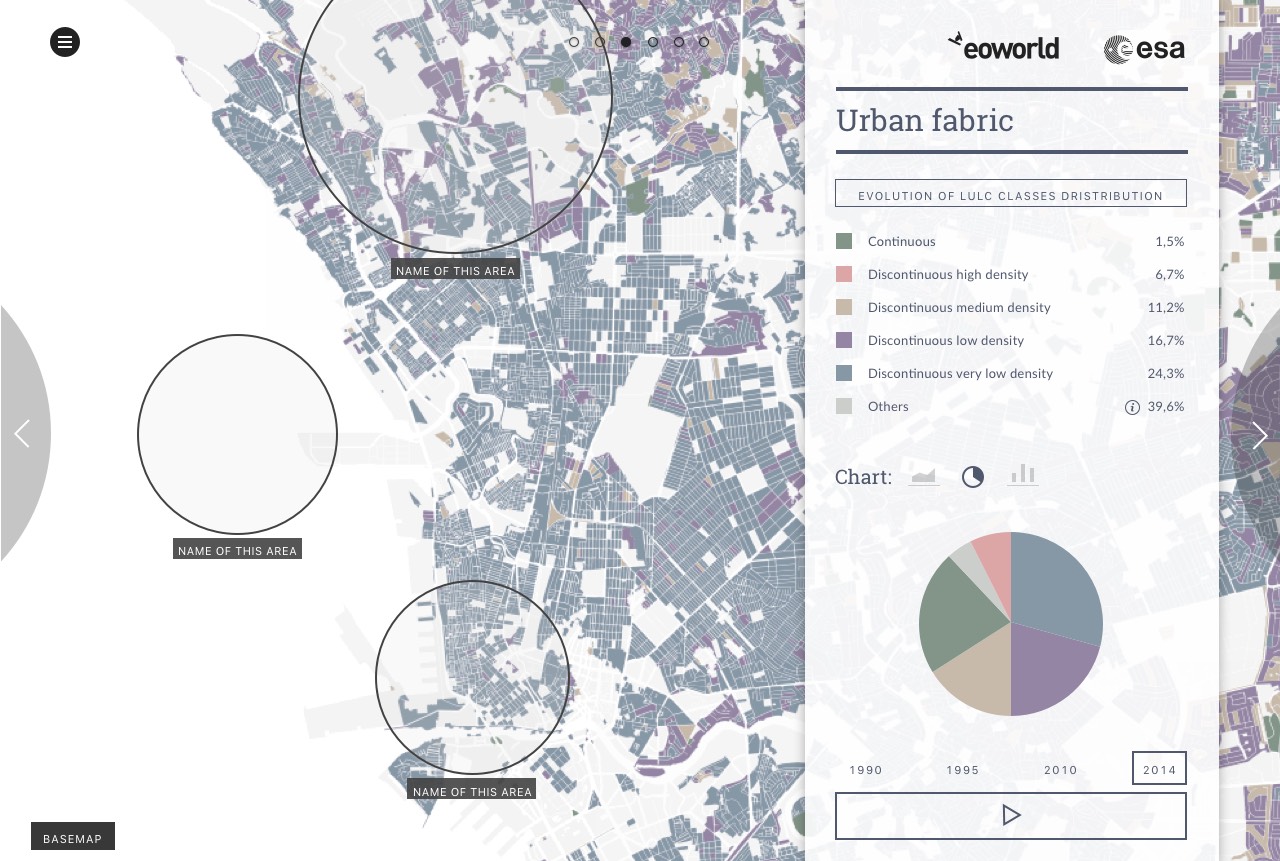 eoworld
esa
Urban fabric
EVOLUTION OF LULC CLASSES DRISTRIBUTION
Continuous 1,5%
Discontinuous high density 6,7%
Discontinuous medium density 11,2%
Discontinuous low density 16,7%
Discontinuous very low density 24,3%
Others i 39,6%
Chart:
1990 1995 2010 2014
NAME OF THIS AREA
NAME OF THIS AREA
NAME OF THIS AREA
BASEMAP